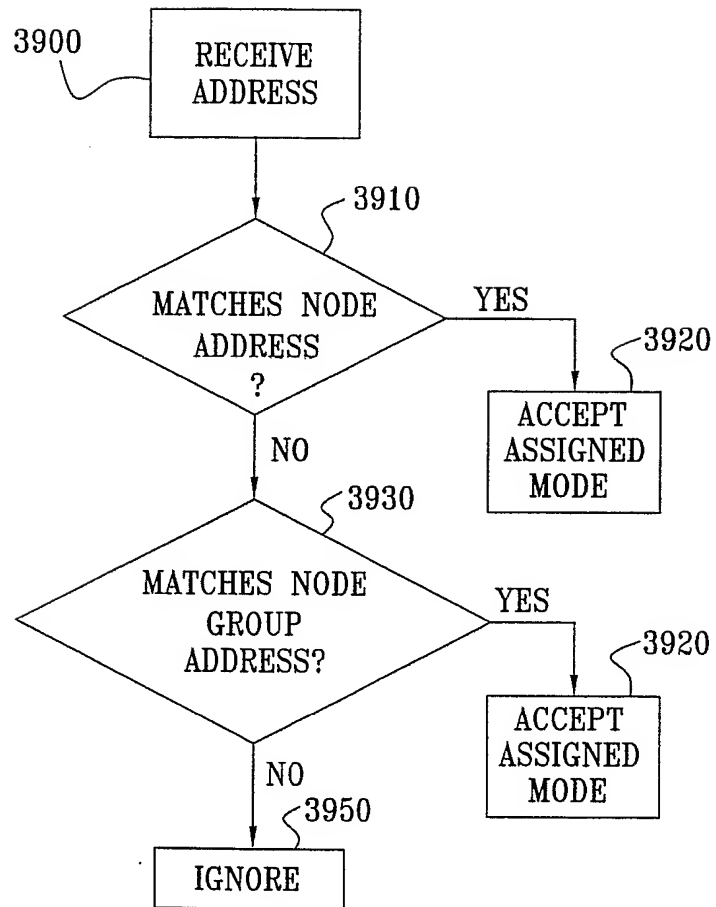 3900
RECEIVE
ADDRESS
3910
MATCHES NODE
ADDRESS
?
YES
3920
ACCEPT
ASSIGNED
MODE
NO
3930
MATCHES NODE
GROUP
ADDRESS?
YES
3920
ACCEPT
ASSIGNED
MODE
NO
3950
IGNORE